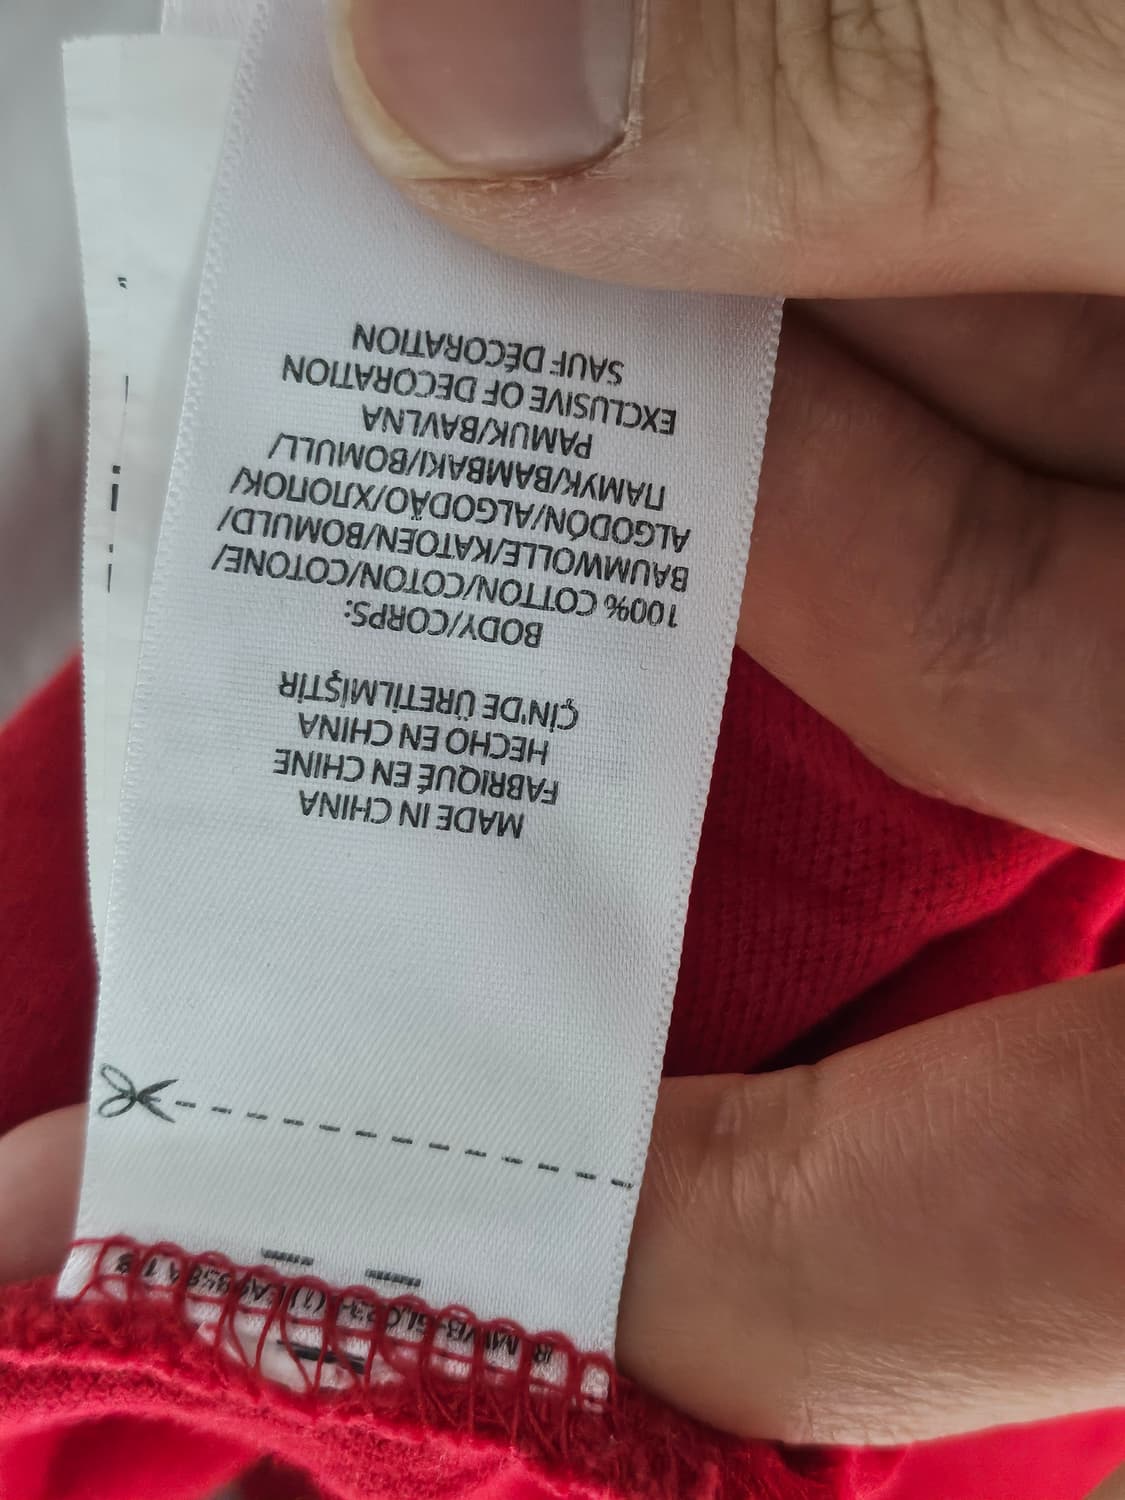 MADE IN CHINA
FABRIQUÉ EN CHINE
HECHO EN CHINA
ÇİN'DE ÜRETİLMİŞTİR
BODY/CORPS:
100% COTTON/COTON/COTONE/
BAUMWOLLE/KATOEN/BOMULD/
ALGODÓN/ALGODÃO/ХЛОПОК/
ПАМУК/BAMBAKI/BOMULL/
PAMUK/BAVLNA
EXCLUSIVE OF DECORATION
SAUF DÉCORATION